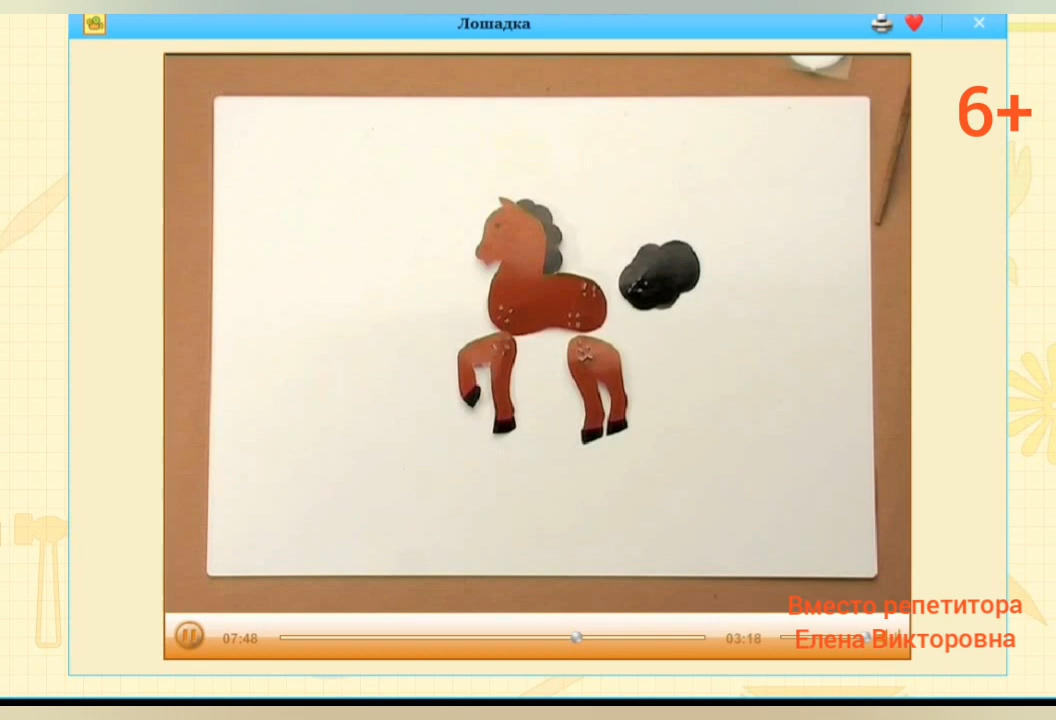 Лошадка
6+
07:48
03:18
Вместо репетитора
Елена Викторовна